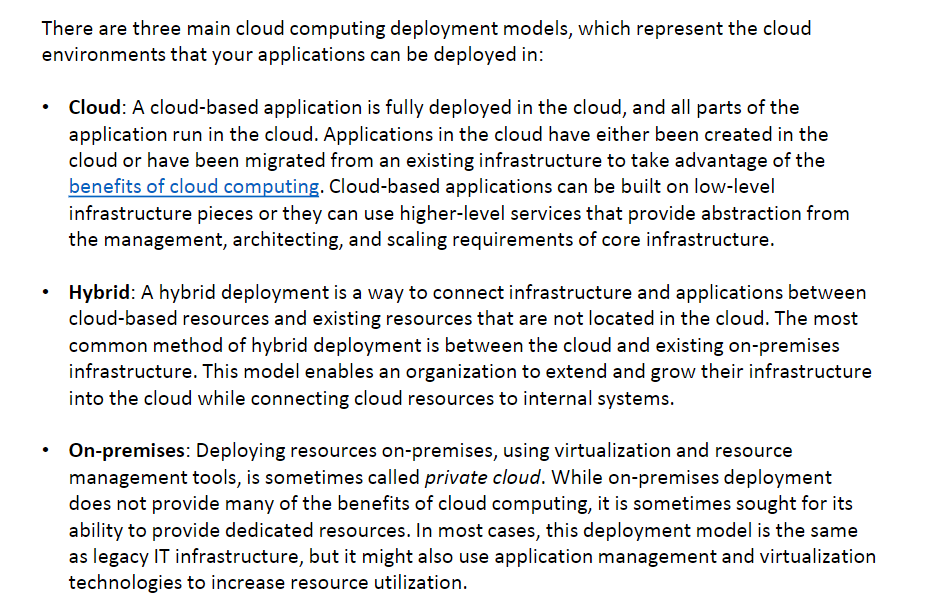 There are three main cloud computing deployment models, which represent the cloud
environments that your applications can be deployed in:
• Cloud: A cloud-based application is fully deployed in the cloud, and all parts of the
application run in the cloud. Applications in the cloud have either been created in the
cloud or have been migrated from an existing infrastructure to take advantage of the
benefits of cloud computing. Cloud-based applications can be built on low-level
infrastructure pieces or they can use higher-level services that provide abstraction from
the management, architecting, and scaling requirements of core infrastructure.
• Hybrid: A hybrid deployment is a way to connect infrastructure and applications between
cloud-based resources and existing resources that are not located in the cloud. The most
common method of hybrid deployment is between the cloud and existing on-premises
infrastructure. This model enables an organization to extend and grow their infrastructure
into the cloud while connecting cloud resources to internal systems.
• On-premises: Deploying resources on-premises, using virtualization and resource
management tools, is sometimes called private cloud. While on-premises deployment
does not provide many of the benefits of cloud computing, it is sometimes sought for its
ability to provide dedicated resources. In most cases, this deployment model is the same
as legacy IT infrastructure, but it might also use application management and virtualization
technologies to increase resource utilization.